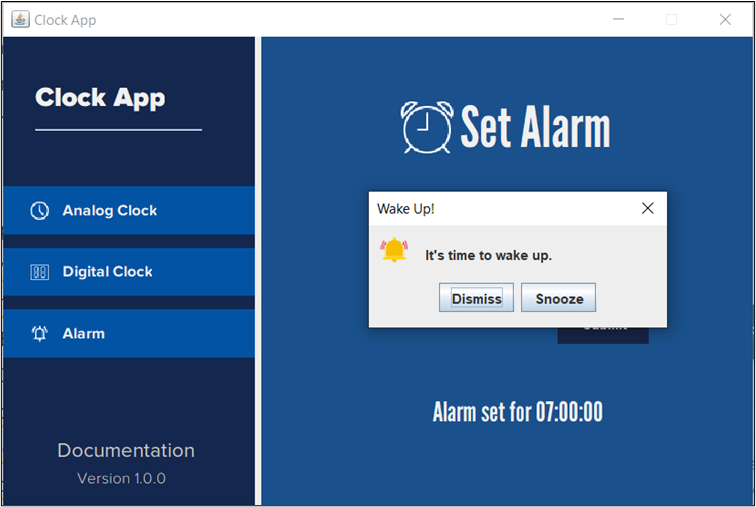 Clock App
Clock App
Analog Clock
Digital Clock
Alarm
Documentation
Version 1.0.0
Set Alarm
Wake Up!
It's time to wake up.
Dismiss
Snooze
Alarm set for 07:00:00